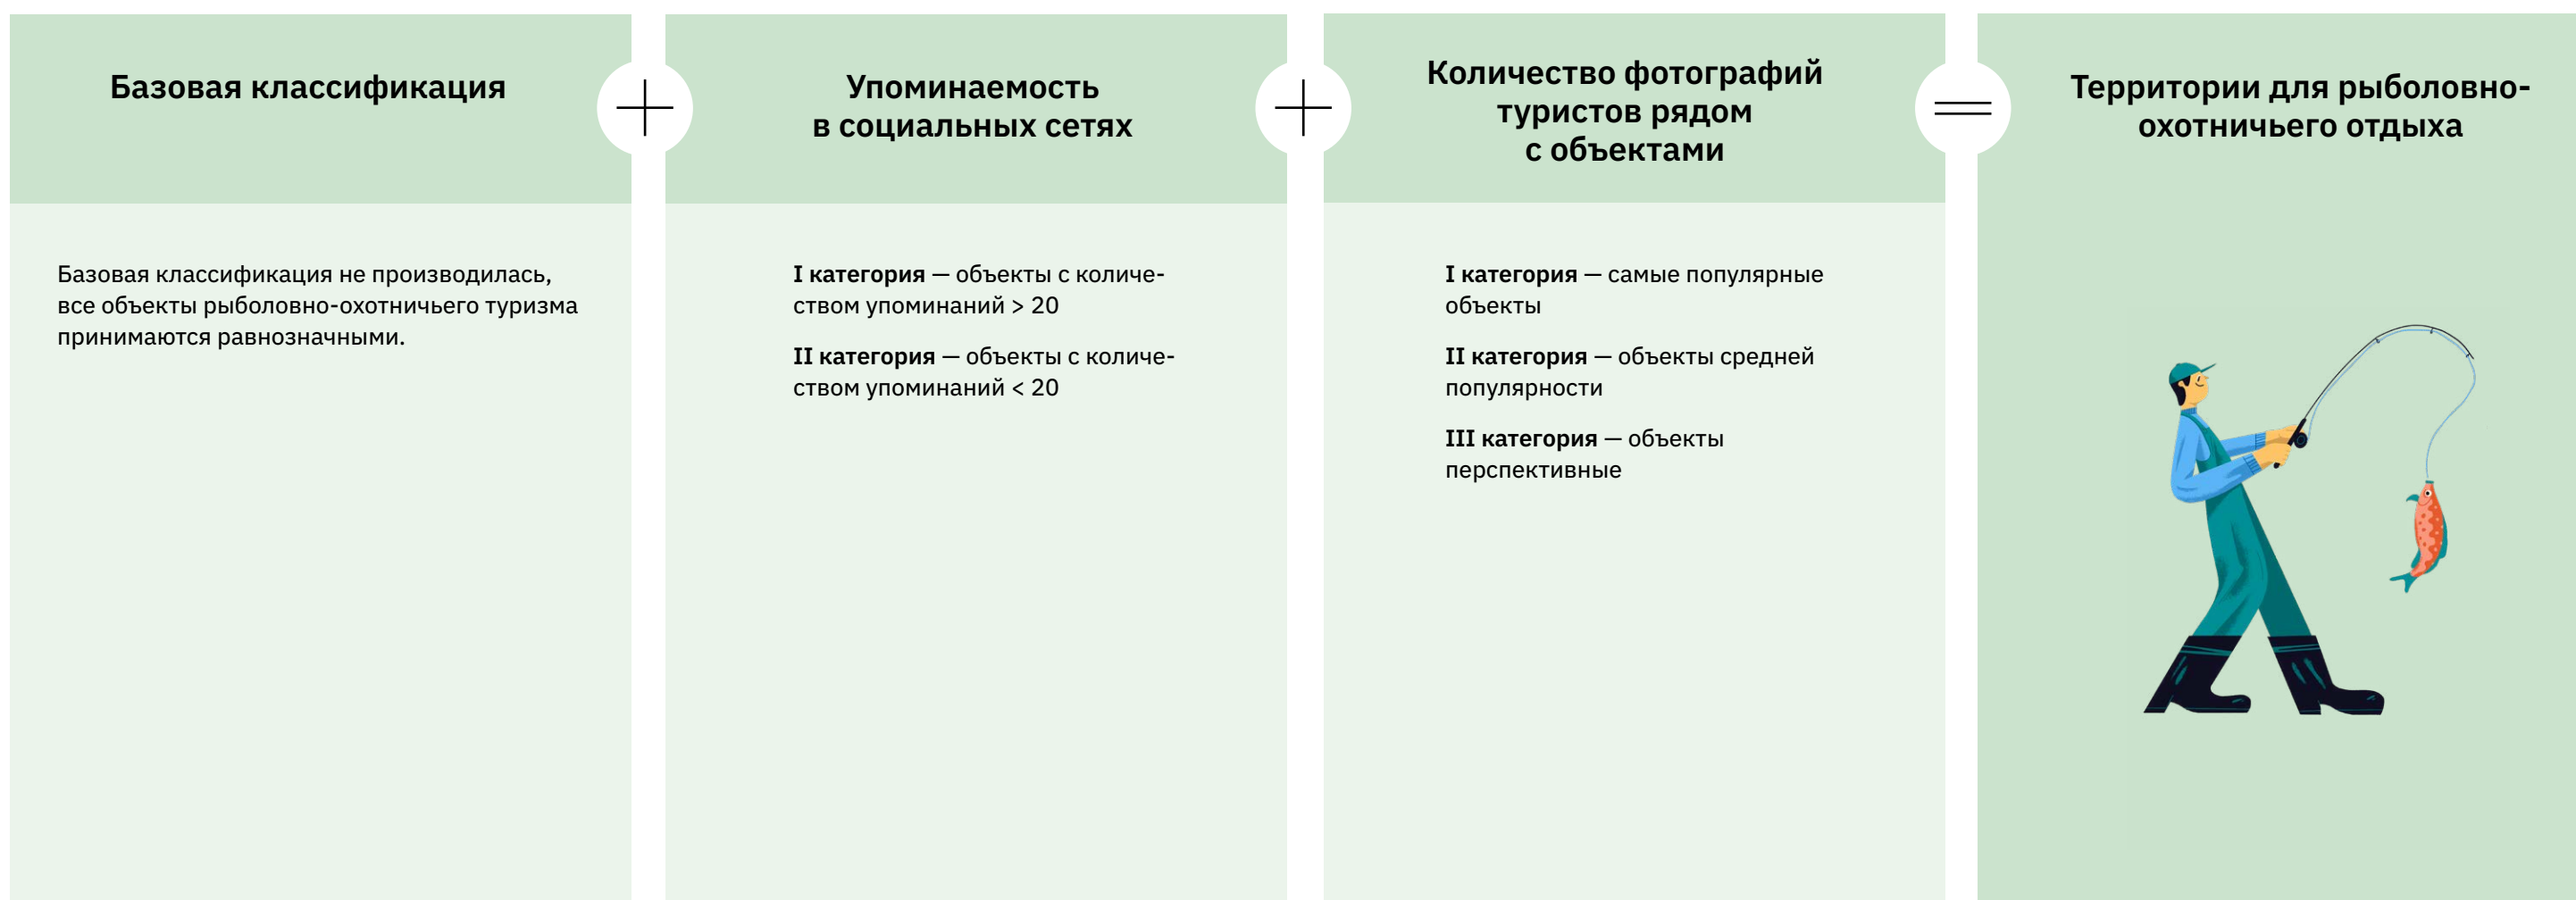 Базовая классификация
Базовая классификация не производилась,
все объекты рыболовно-охотничьего туризма
принимаются равнозначными.
Упоминаемость
в социальных сетях
I категория — объекты с количе-
ством упоминаний > 20
II категория — объекты с количе-
ством упоминаний < 20
Количество фотографий
туристов рядом
с объектами
I категория — самые популярные
объекты
II категория — объекты средней
популярности
III категория — объекты
перспективные
Территории для рыболовно-
охотничьего отдыха